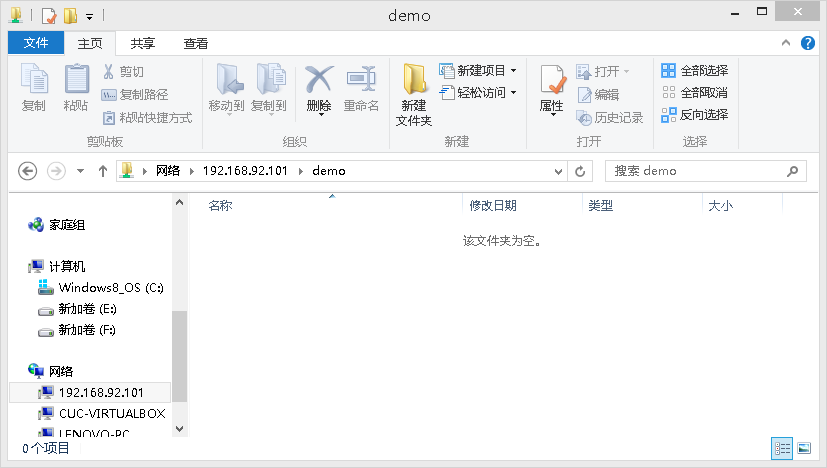 demo
文件 主页 共享 查看
复制 粘贴 剪切 复制路径 粘贴快捷方式
移动到 复制到 删除 重命名
新建文件夹 新建项目 轻松访问
属性 打开 编辑 历史记录
全部选择 全部取消 反向选择
剪贴板 组织 新建 打开 选择
网络 192.168.92.101 demo 搜索 demo
名称 修改日期 类型 大小
该文件夹为空。
家庭组
计算机
Windows8_OS (C:)
新加卷 (E:)
新加卷 (F:)
网络
192.168.92.101
CUC-VIRTUALBOX
LENOVO-PC
0个项目